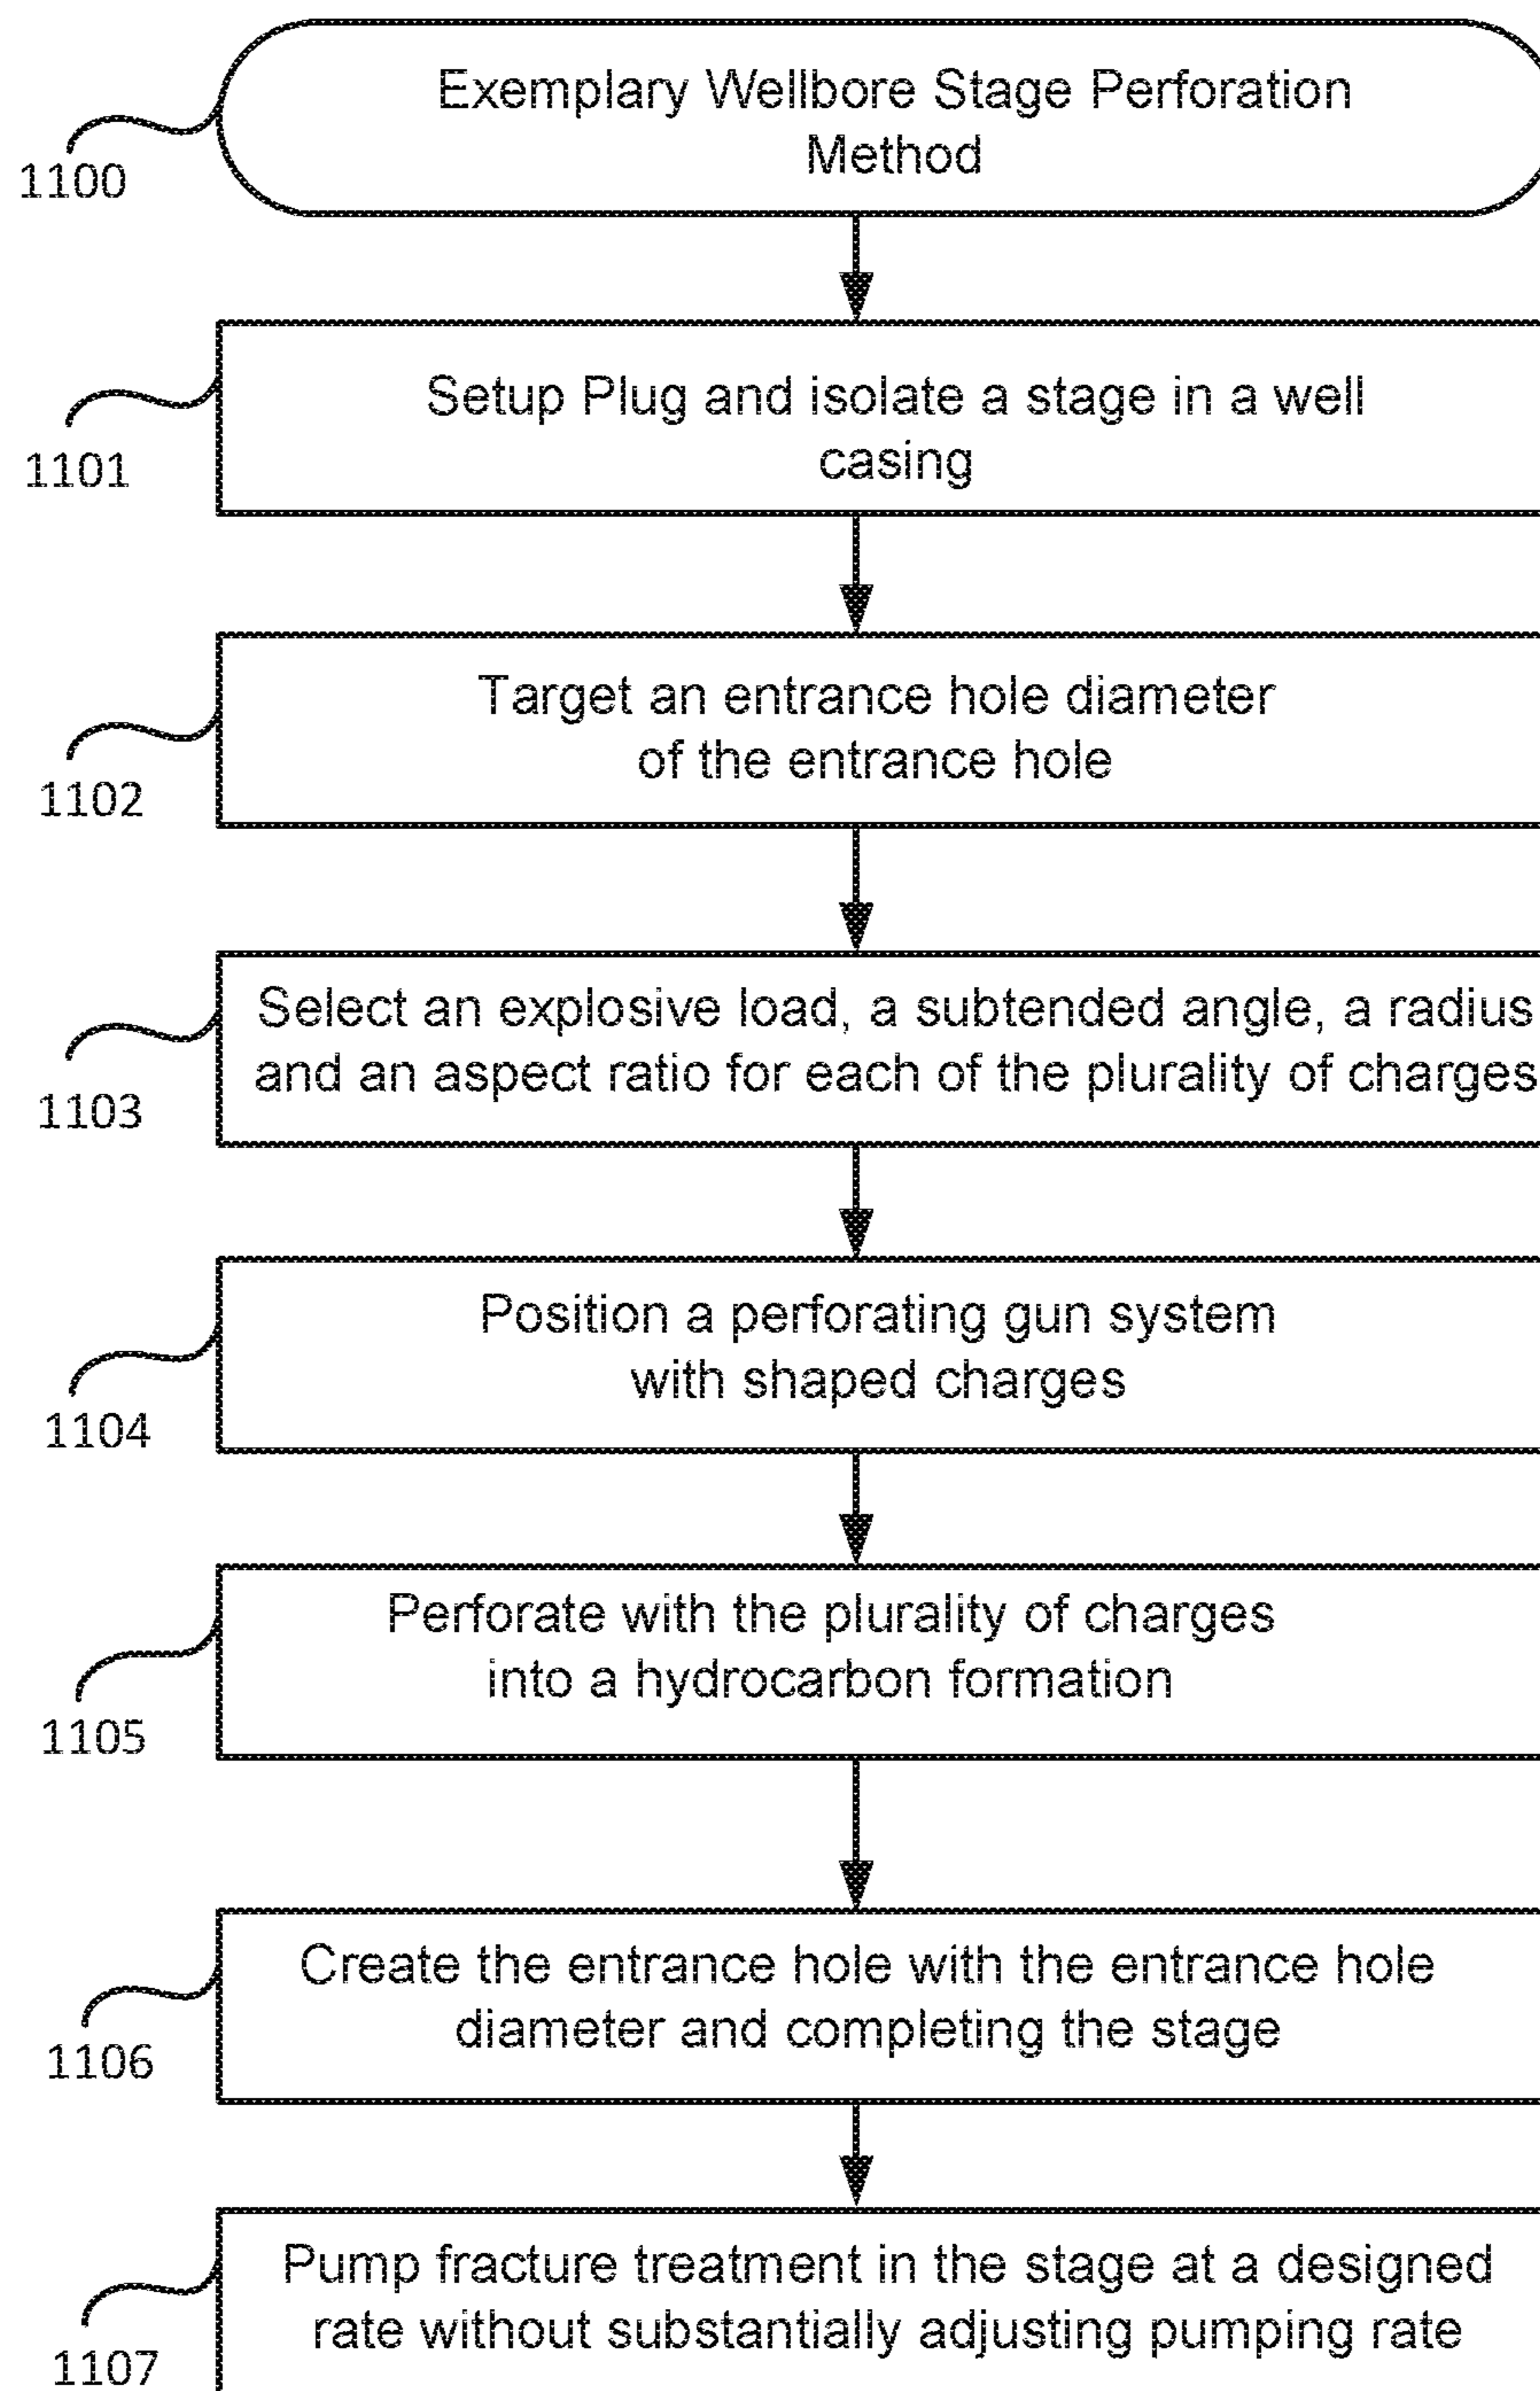 Exemplary Wellbore Stage Perforation
Method
1100
Setup Plug and isolate a stage in a well
casing
1101
Target an entrance hole diameter
of the entrance hole
1102
Select an explosive load, a subtended angle, a radius
and an aspect ratio for each of the plurality of charges
1103
Position a perforating gun system
with shaped charges
1104
Perforate with the plurality of charges
into a hydrocarbon formation
1105
Create the entrance hole with the entrance hole
diameter and completing the stage
1106
Pump fracture treatment in the stage at a designed
rate without substantially adjusting pumping rate
1107